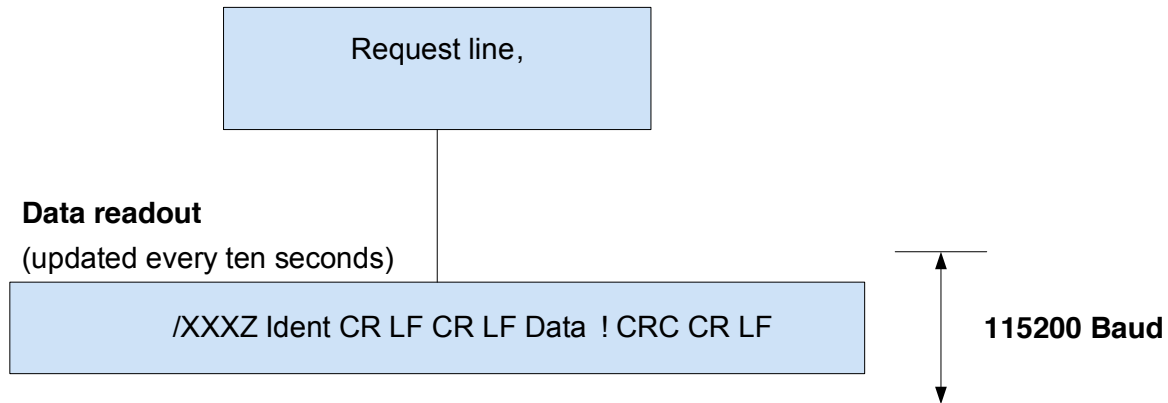 Request line,
Data readout
(updated every ten seconds)
/XXXZ Ident CR LF CR LF Data ! CRC CR LF
115200 Baud